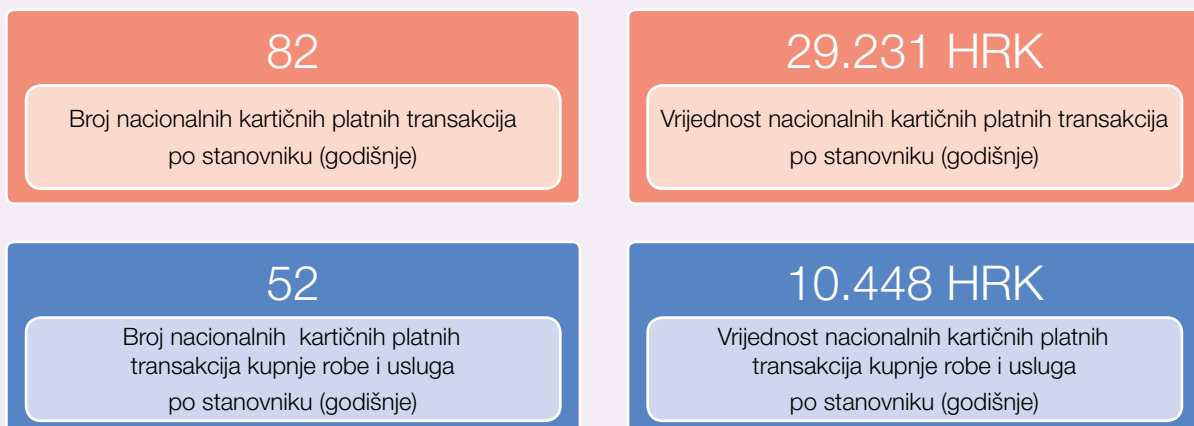 82
Broj nacionalnih kartičnih platnih transakcija
po stanovniku (godišnje)
29.231 HRK
Vrijednost nacionalnih kartičnih platnih transakcija
po stanovniku (godišnje)
52
Broj nacionalnih kartičnih platnih
transakcija kupnje robe i usluga
po stanovniku (godišnje)
10.448 HRK
Vrijednost nacionalnih kartičnih platnih
transakcija kupnje robe i usluga
po stanovniku (godišnje)